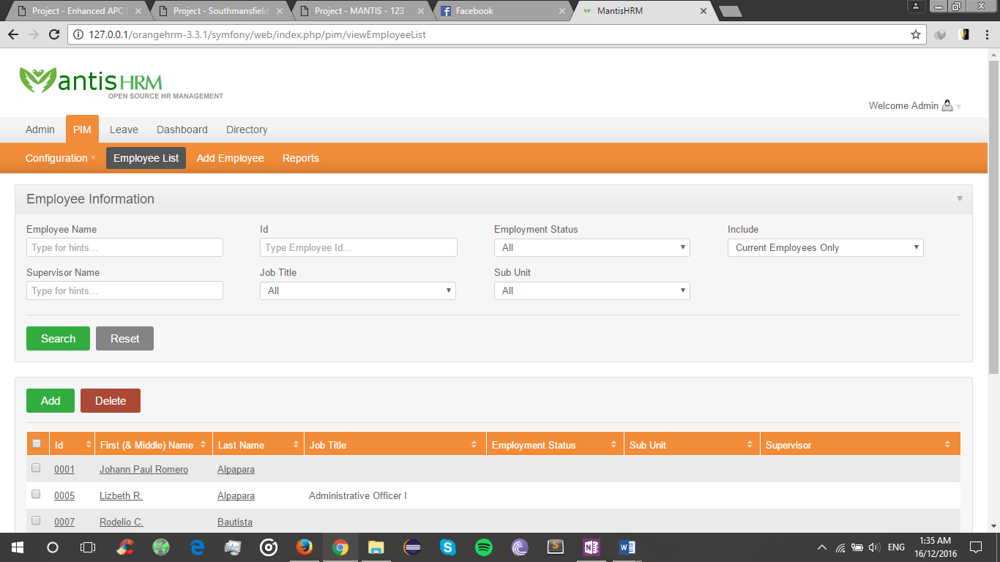 Project - Enhanced APC
Project - Southmansfield
Project - MANTIS - 123 -
Facebook
MantisHRM
127.0.0.1/orangehrm-3.3.1/symfony/web/index.php/pim/viewEmployeeList
antis HRM
OPEN SOURCE HR MANAGEMENT
Welcome Admin
Admin PIM Leave Dashboard Directory
Configuration Employee List Add Employee Reports
Employee Information
Employee Name Id Employment Status Include
Type for hints... Type Employee Id... All Current Employees Only
Supervisor Name Job Title Sub Unit
Type for hints... All All
Search Reset
Add Delete
Id First (& Middle) Name Last Name Job Title Employment Status Sub Unit Supervisor
0001 Johann Paul Romero Alpapara
0005 Lizbeth R. Alpapara Administrative Officer I
0007 Rodelio C. Bautista
ENG
1:35 AM
16/12/2016